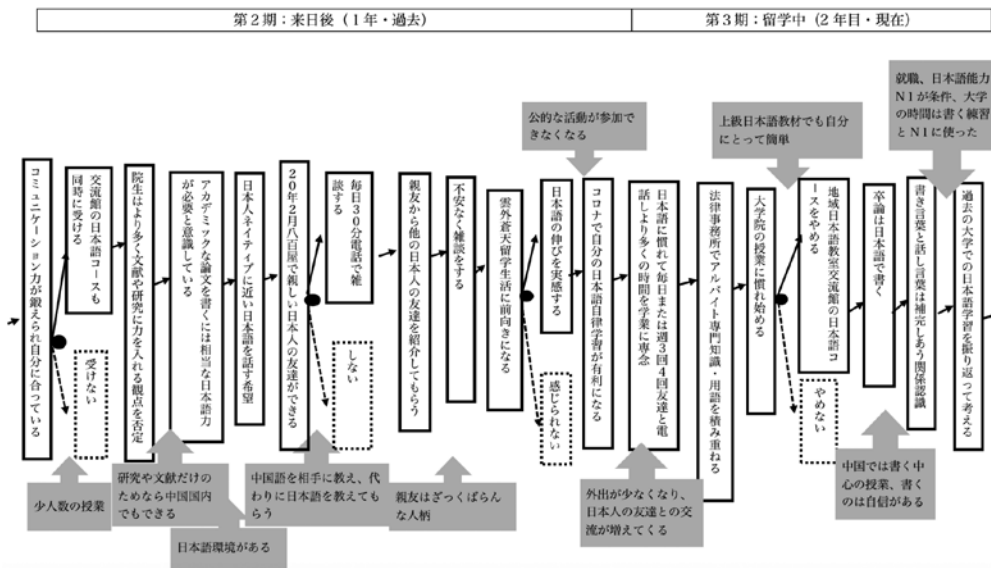 第2期：来日後（1年・過去）
第3期：留学中（2年目・現在）
就職、日本語能力
N1が条件、大学
の時間は書く練習
とN1に使った
公的な活動が参加で
きなくなる
上級日本語教材でも自分
にとって簡単
コミュニケーション力が鍛えられ自分に合っている
交流館の日本語コースも
同時に受ける
受けない
院生はより多く文献や研究に力を入れる観点を否定
アカデミックな論文を書くには相当な日本語力
が必要と意識している
日本人ネイティブに近い日本語を話す希望
20年2月八百屋で親しい日本人の友達ができる
毎日30分電話で雑
談する
しない
親友から他の日本人の友達を紹介してもらう
不安なく雑談をする
雲外蒼天留学生活に前向きになる
日本語の伸びを実感する
感じられない
コロナで自分の日本語自律学習が有利になる
日本語に慣れて毎日または週3回4回友達と電
話しより多くの時間を学業に専念
法律事務所でアルバイト専門知識・用語を積み重ねる
大学院の授業に慣れ始める
地域日本語教室交流館の日本語コ
ースをやめる
やめない
卒論は日本語で書く
書き言葉と話し言葉は補完しあう関係認識
過去の大学での日本語学習を振り返って考える
少人数の授業
研究や文献だけの
ためなら中国国内
でもできる
日本語環境がある
中国語を相手に教え、代
わりに日本語を教えても
らう
親友はざっくばらん
な人柄
外出が少なくなり、
日本人の友達との交
流が増えてくる
中国では書く中
心の授業、書く
のは自信がある